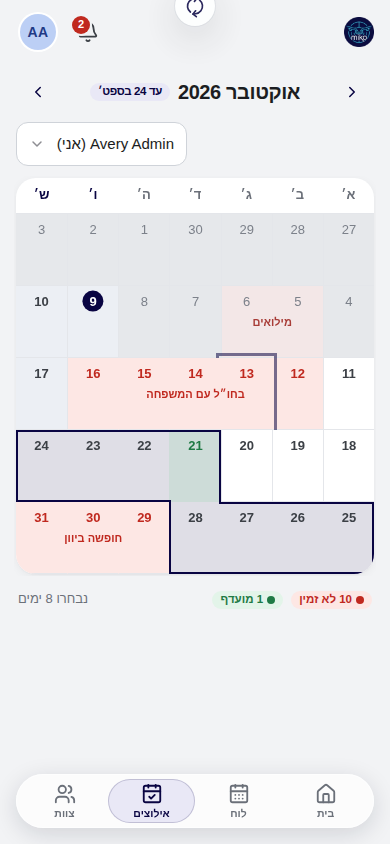 mikp
2
AA
אוקטובר 2026
עד 24 בספט׳
Avery Admin (אני)
א׳ ב׳ ג׳ ד׳ ה׳ ו׳ ש׳
27 28 29 30 1 2 3
4 5 6 7 8 9 10
מילואים
11 12 13 14 15 16 17
בחו״ל עם המשפחה
18 19 20 21 22 23 24
25 26 27 28 29 30 31
חופשה ביוון
10 לא זמין
1 מועדף
נבחרו 8 ימים
בית לוח אילוצים צוות